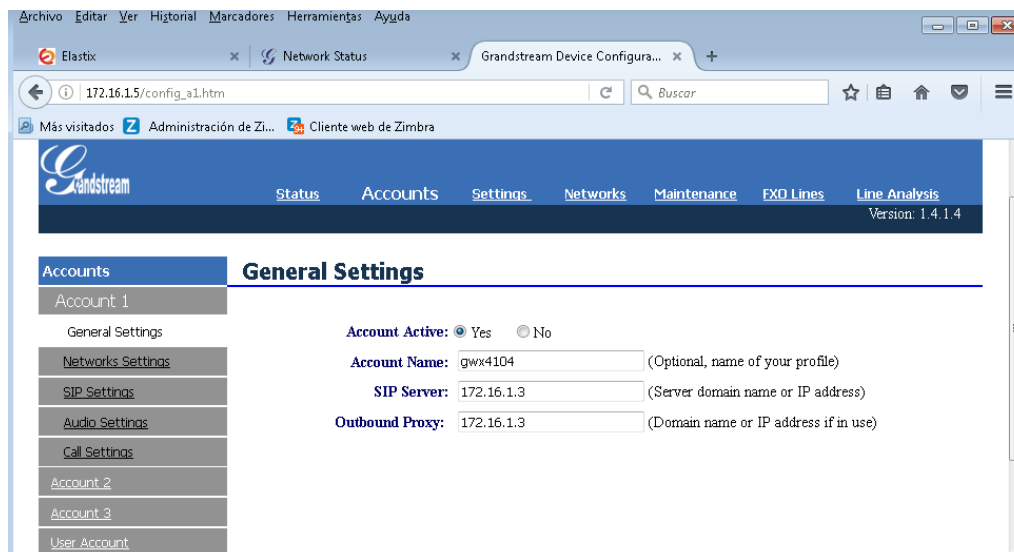 Archivo Editar Ver Historial Marcadores Herramientas Ayuda
Elastix
Network Status
Grandstream Device Configura...
172.16.1.5/config_a1.htm
Buscar
Más visitados
Administración de Zi...
Cliente web de Zimbra
Grandstream
Status Accounts Settings Networks Maintenance FXO Lines Line Analysis
Version: 1.4.1.4
Accounts
General Settings
Account 1
General Settings
Networks Settings
SIP Settings
Audio Settings
Call Settings
Account 2
Account 3
User Account
Account Active: Yes No
Account Name: gwx4104 (Optional, name of your profile)
SIP Server: 172.16.1.3 (Server domain name or IP address)
Outbound Proxy: 172.16.1.3 (Domain name or IP address if in use)